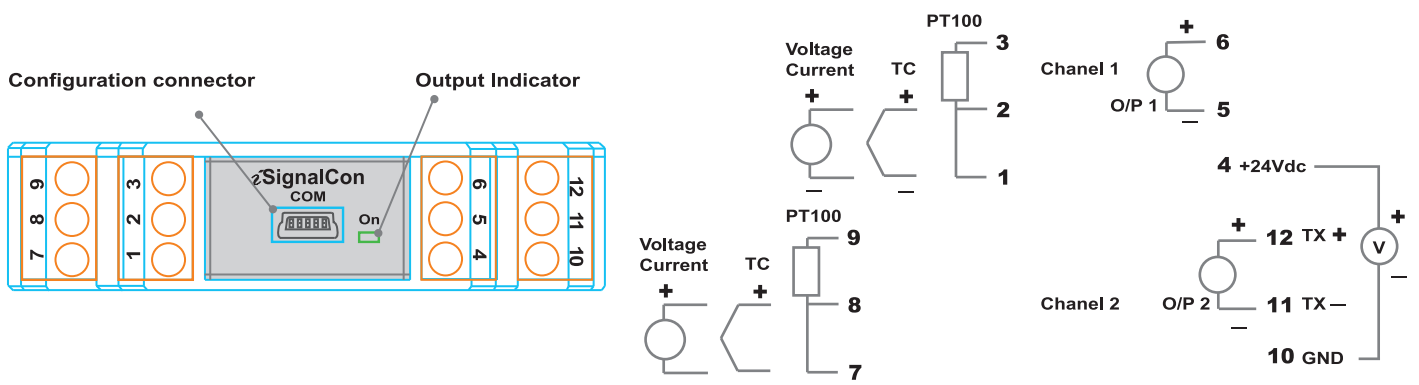 Configuration connector
Output Indicator
9
8
7
3
2
1
iSignalCon
COM
On
6
5
4
12
11
10
PT100
Voltage
Current
TC
+
+
—
—
3
2
1
PT100
Voltage
Current
TC
+
+
9
8
7
Chanel 1
+
6
O/P 1
5
—
4 +24Vdc
+
V
—
Chanel 2
+
12 TX +
O/P 2
11 TX —
—
10 GND